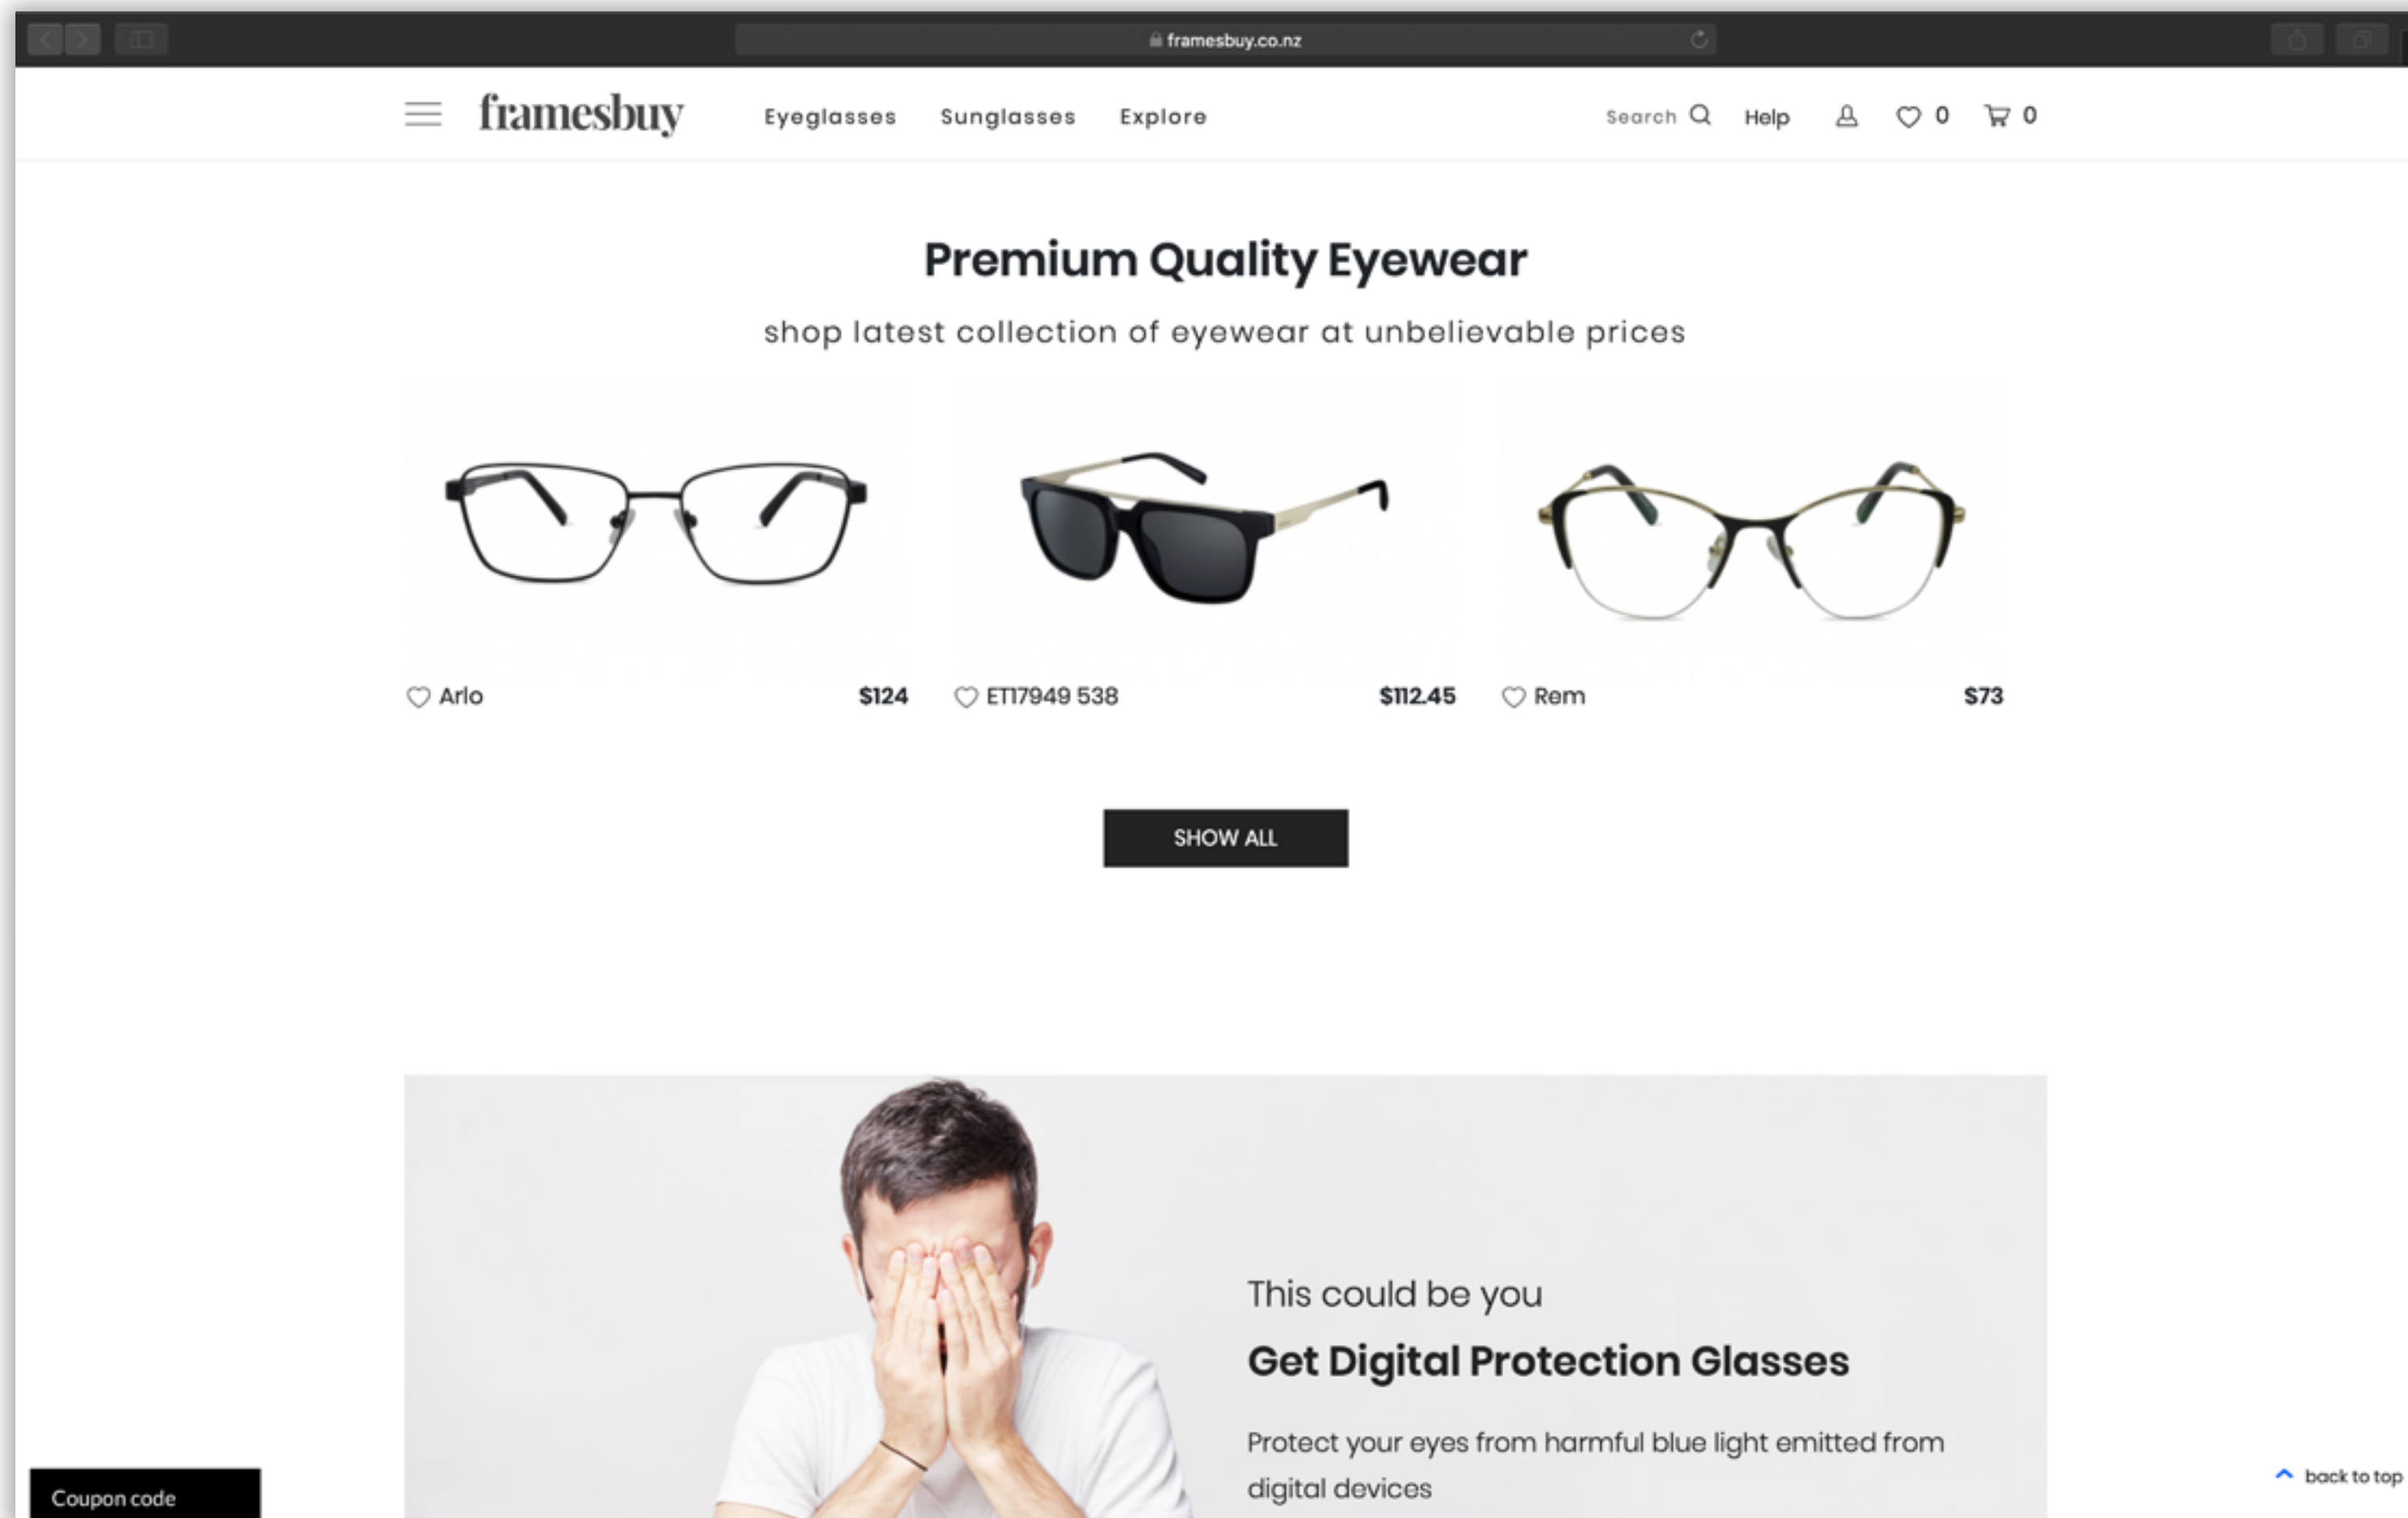 framesbuy.co.nz
framesbuy
Eyeglasses
Sunglasses
Explore
Search
Help
0
0
Premium Quality Eyewear
shop latest collection of eyewear at unbelievable prices
Arlo
$124
ET17949 538
$112.45
Rem
$73
SHOW ALL
This could be you
Get Digital Protection Glasses
Protect your eyes from harmful blue light emitted from
digital devices
Coupon code
back to top